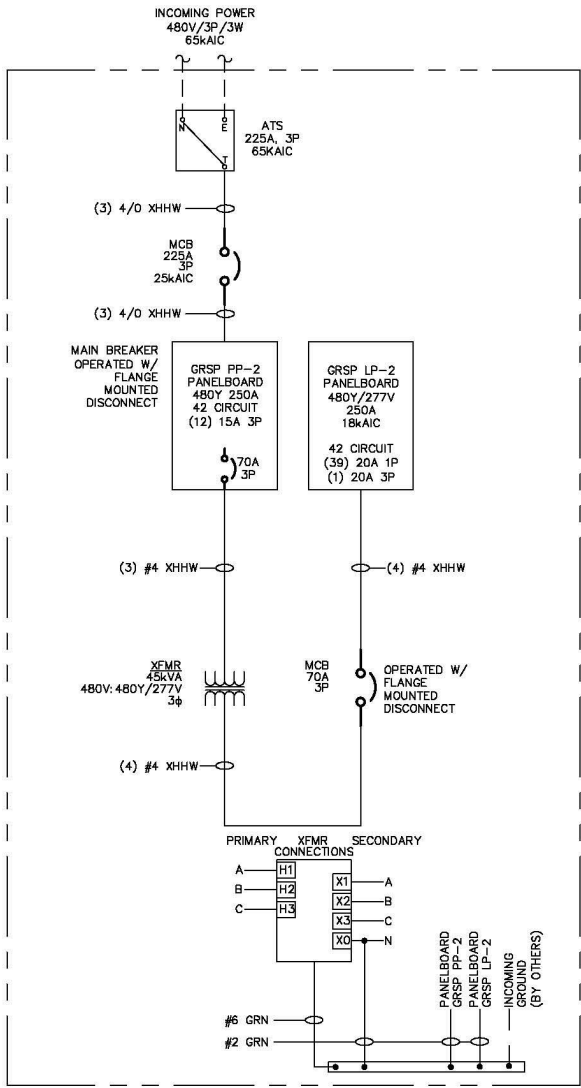 INCOMING POWER
480V/3P/3W
65kAIC
N
E
T
ATS
225A, 3P
65KAIC
(3) 4/0 XHHW
MCB
225A
3P
25kAIC
(3) 4/0 XHHW
MAIN BREAKER
OPERATED W/
FLANGE
MOUNTED
DISCONNECT
GRSP PP-2
PANELBOARD
480Y 250A
42 CIRCUIT
(12) 15A 3P
70A
3P
GRSP LP-2
PANELBOARD
480Y/277V
250A
18kAIC
42 CIRCUIT
(39) 20A 1P
(1) 20A 3P
(3) #4 XHHW
(4) #4 XHHW
XFMR
45kVA
480V: 480Y/277V
3ϕ
MCB
70A
3P
OPERATED W/
FLANGE
MOUNTED
DISCONNECT
(4) #4 XHHW
PRIMARY XFMR SECONDARY
CONNECTIONS
A H1
B H2
C H3
X1 A
X2 B
X3 C
X0 N
PANELBOARD
GRSP PP-2
PANELBOARD
GRSP LP-2
INCOMING
GROUND
(BY OTHERS)
#6 GRN
#2 GRN